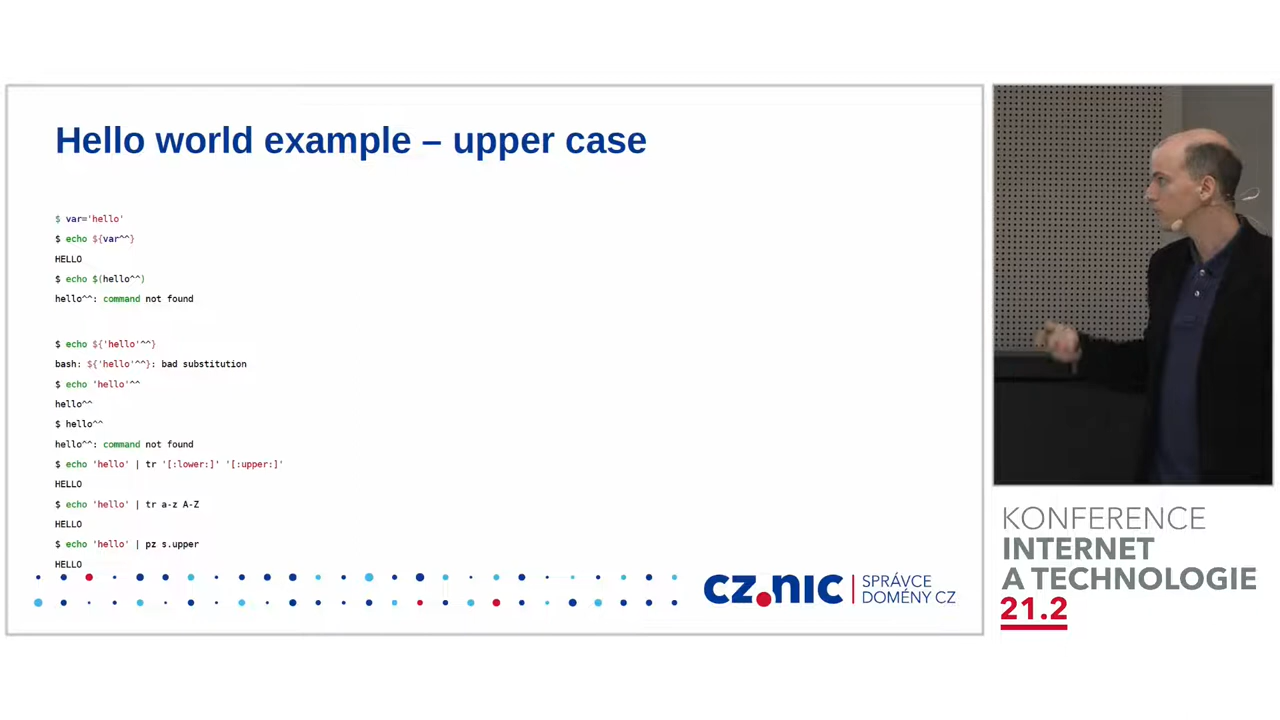 Hello world example – upper case
$ var='hello'
$ echo ${var^^}
HELLO
$ echo $(hello^^)
hello^^: command not found
$ echo ${'hello'^^}
bash: ${'hello'^^}: bad substitution
$ echo 'hello'^^
hello^^
$ hello^^
hello^^: command not found
$ echo 'hello' | tr '[:lower:]' '[:upper:]'
HELLO
$ echo 'hello' | tr a-z A-Z
HELLO
$ echo 'hello' | pz s.upper
HELLO
cz.nic
SPRÁVCE
DOMÉNY CZ
KONFERENCE
INTERNET
A TECHNOLOGIE
21.2